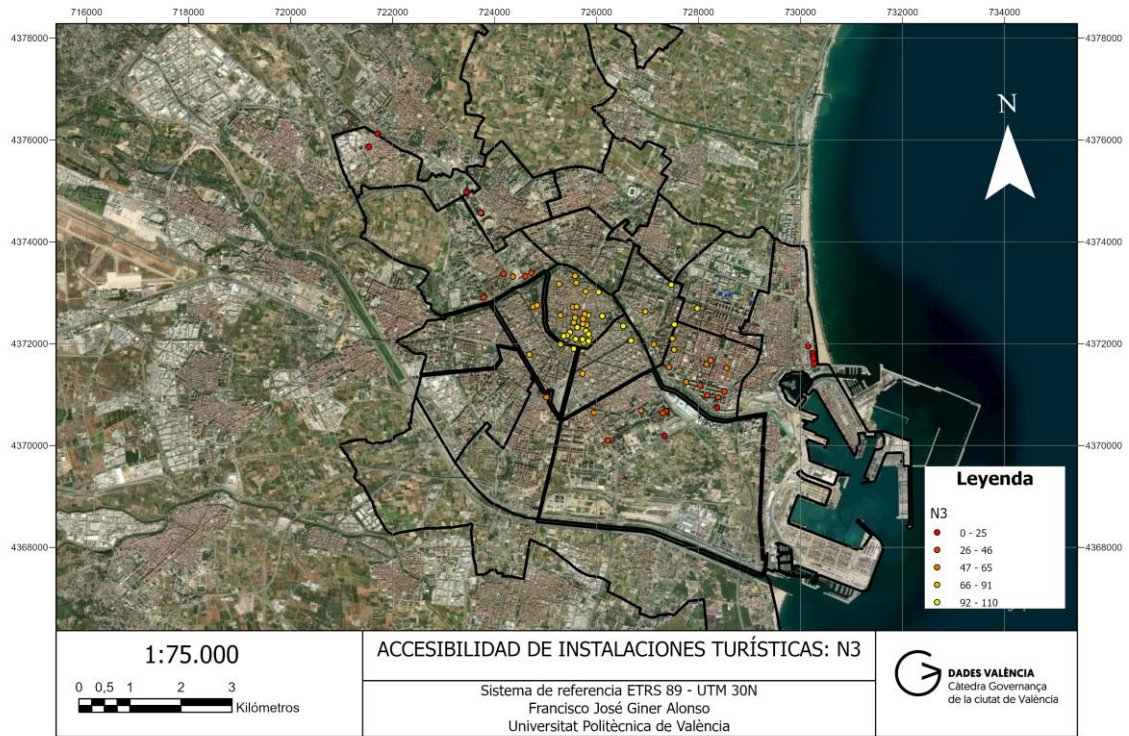 716000 718000 720000 722000 724000 726000 728000 730000 732000 734000
4378000 4378000
4376000 4376000
4374000 4374000
4372000 4372000
4370000 4370000
4368000 4368000
N
Leyenda
N3
0 - 25
26 - 46
47 - 65
66 - 91
92 - 110
1:75.000
0 0,5 1 2 3
Kilómetros
ACCESIBILIDAD DE INSTALACIONES TURÍSTICAS: N3
Sistema de referencia ETRS 89 - UTM 30N
Francisco José Giner Alonso
Universitat Politècnica de València
DADES VALÈNCIA
Càtedra Governança
de la ciutat de València